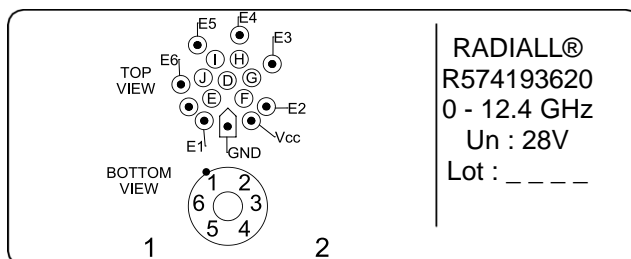 E4
E5
E3
E6
I H
TOP
VIEW
J D G
E F
E2
E1
GND
Vcc
BOTTOM
VIEW
1 2
6 3
5 4
1 2
RADIALL®
R574193620
0 - 12.4 GHz
Un : 28V
Lot : _ _ _ _